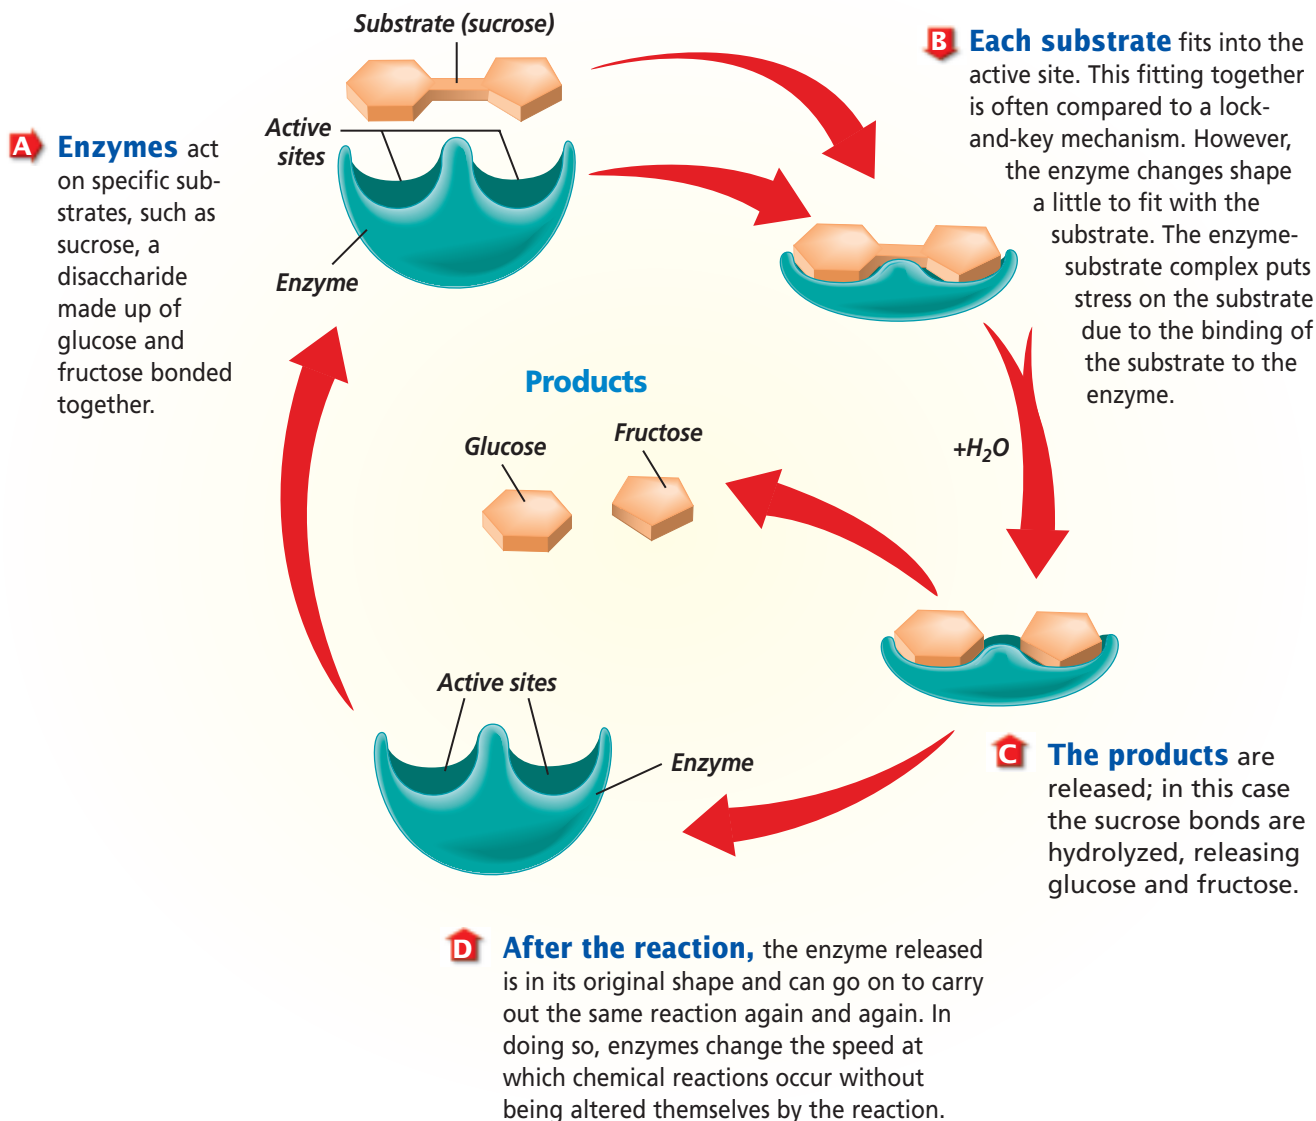 Substrate (sucrose)
Active
sites
Enzyme
A Enzymes act
on specific sub-
strates, such as
sucrose, a
disaccharide
made up of
glucose and
fructose bonded
together.
B Each substrate fits into the
active site. This fitting together
is often compared to a lock-
and-key mechanism. However,
the enzyme changes shape
a little to fit with the
substrate. The enzyme-
substrate complex puts
stress on the substrate
due to the binding of
the substrate to the
enzyme.
Products
Glucose
Fructose
+H₂O
Active sites
Enzyme
C The products are
released; in this case
the sucrose bonds are
hydrolyzed, releasing
glucose and fructose.
D After the reaction, the enzyme released
is in its original shape and can go on to carry
out the same reaction again and again. In
doing so, enzymes change the speed at
which chemical reactions occur without
being altered themselves by the reaction.